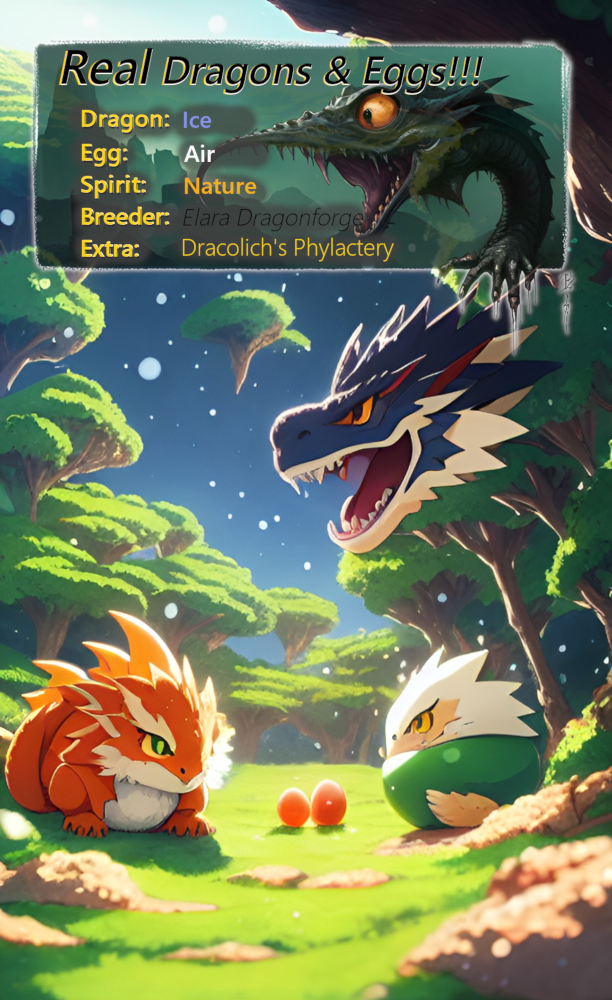 Real Dragons & Eggs!!!
Dragon: Ice
Egg: Air
Spirit: Nature
Breeder: Elara Dragonforge
Extra: Dracolich's Phylactery